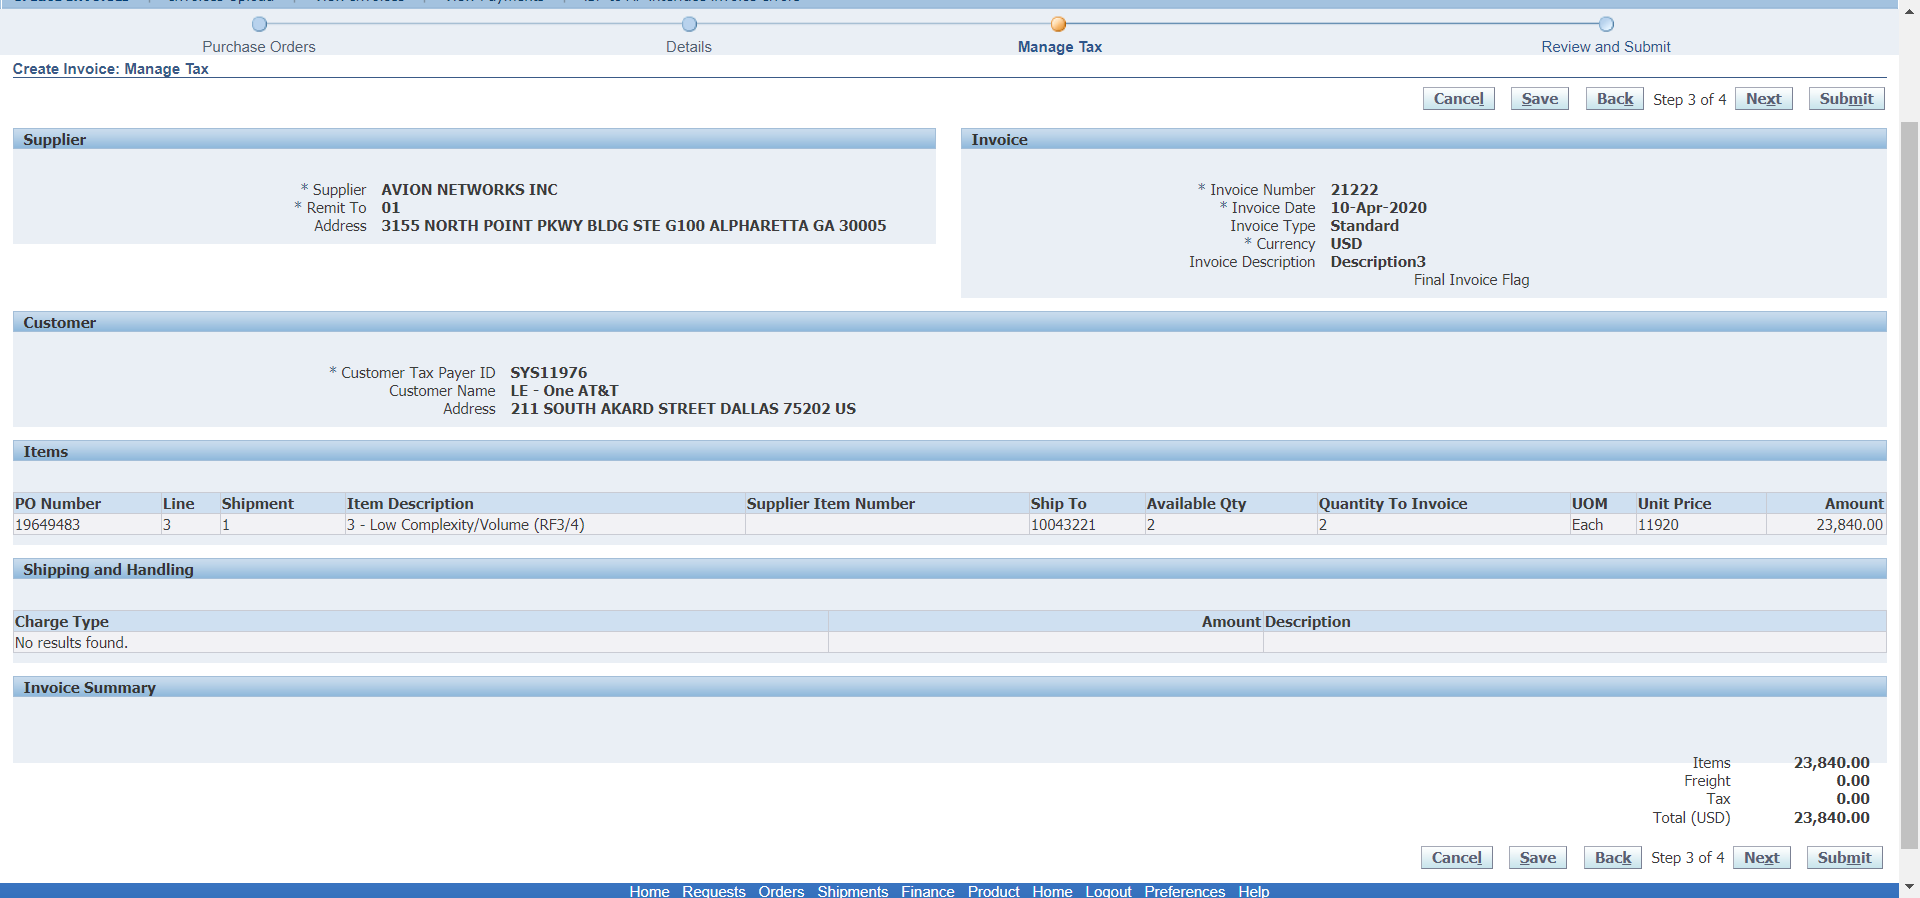 Purchase Orders Details Manage Tax Review and Submit
Create Invoice: Manage Tax
Cancel Save Back Step 3 of 4 Next Submit
Supplier
* Supplier AVION NETWORKS INC
* Remit To 01
Address 3155 NORTH POINT PKWY BLDG STE G100 ALPHARETTA GA 30005
Invoice
* Invoice Number 21222
* Invoice Date 10-Apr-2020
Invoice Type Standard
* Currency USD
Invoice Description Description3
Final Invoice Flag
Customer
* Customer Tax Payer ID SYS11976
Customer Name LE - One AT&T
Address 211 SOUTH AKARD STREET DALLAS 75202 US
Items
PO Number Line Shipment Item Description Supplier Item Number Ship To Available Qty Quantity To Invoice UOM Unit Price Amount
19649483 3 1 3 - Low Complexity/Volume (RF3/4) 10043221 2 2 Each 11920 23,840.00
Shipping and Handling
Charge Type Amount Description
No results found.
Invoice Summary
Items 23,840.00
Freight 0.00
Tax 0.00
Total (USD) 23,840.00
Cancel Save Back Step 3 of 4 Next Submit
Home Requests Orders Shipments Finance Product Home Logout Preferences Help